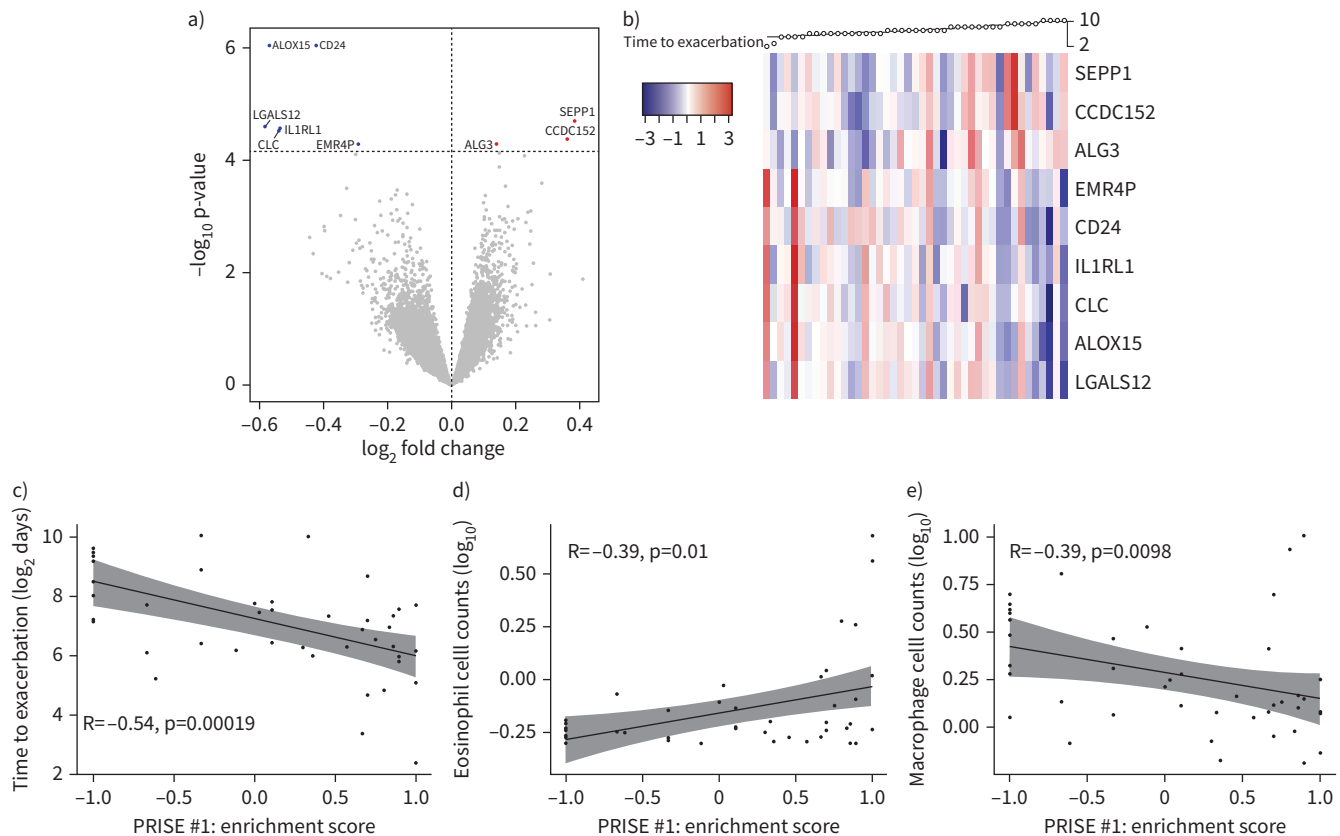 a)
6
4
2
0
–log10 p-value
ALOX15
CD24
LGALS12
IL1RL1
CLC
EMR4P
SEPP1
CCDC152
ALG3
–0.6
–0.4
–0.2
0.0
0.2
0.4
log2 fold change
b)
Time to exacerbation
10
2
–3
–1
1
3
SEPP1
CCDC152
ALG3
EMR4P
CD24
IL1RL1
CLC
ALOX15
LGALS12
c)
Time to exacerbation (log2 days)
10
8
6
4
2
R=–0.54, p=0.00019
–1.0
–0.5
0
0.5
1.0
PRISE #1: enrichment score
d)
Eosinophil celll counts (log10)
0.50
0.25
0.00
–0.25
R=–0.39, p=0.01
–1.0
–0.5
0
0.5
1.0
PRISE #1: enrichment score
e)
Macrophage celll counts (log10)
1.00
0.75
0.50
0.25
0.00
R=–0.39, p=0.0098
–1.0
–0.5
0
0.5
1.0
PRISE #1: enrichment score